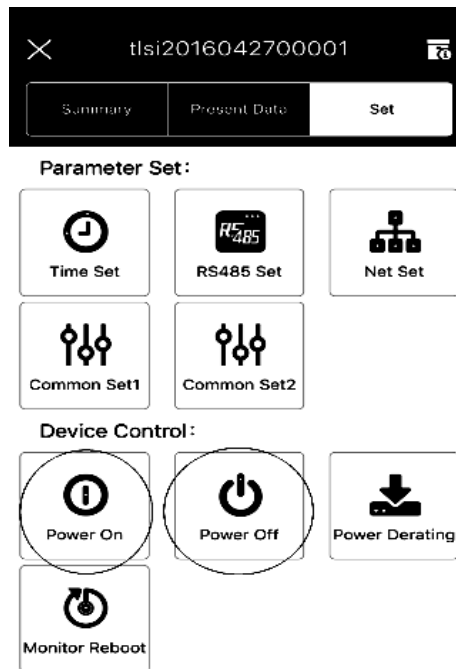 tlsi2016042700001
Summary Present Data Set
Parameter Set:
RS485
Time Set RS485 Set Net Set
Common Set1 Common Set2
Device Control:
Power On Power Off Power Derating
Monitor Reboot